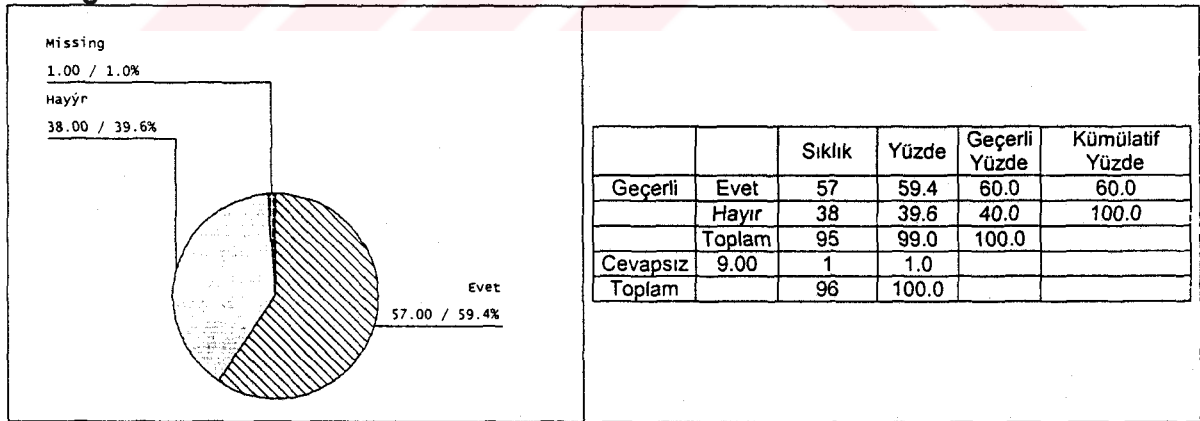 Missing
1.00 / 1.0%
Hayýr
38.00 / 39.6%
Evet
57.00 / 59.4%
Sıklık Yüzde Geçerli Yüzde Kümülatif Yüzde
Geçerli Evet 57 59.4 60.0 60.0
Hayır 38 39.6 40.0 100.0
Toplam 95 99.0 100.0
Cevapsız 9.00 1 1.0
Toplam 96 100.0